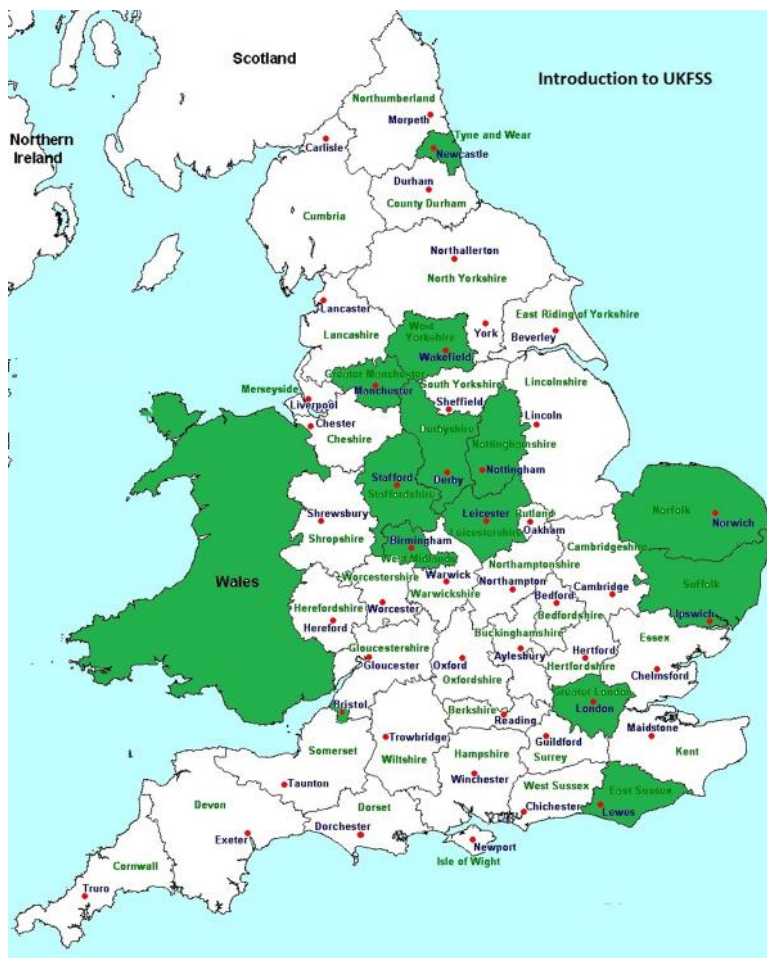 Scotland
Introduction to UKFSS
Northumberland
Morpeth
Northern
Ireland
Carlisle
Tyne and Wear
Newcastle
Durham
County Durham
Cumbria
Northallerton
North Yorkshire
Lancaster
East Riding of Yorkshire
Lancashire
West
Yorkshire
York
Beverley
Wakefield
Greater Manchester
Merseyside
Manchester
South Yorkshire
Lincolnshire
Liverpool
Sheffield
Chester
Lincoln
Cheshire
Derbyshire
Nottinghamshire
Stafford
Derby
Nottingham
Staffordshire
Shrewsbury
Leicester
Rutland
Norfolk
Norwich
Shropshire
Leicestershire
Oakham
Birmingham
Cambridgeshire
West Midlands
Northamptonshire
Wales
Worcestershire
Warwick
Northampton
Cambridge
Suffolk
Warwickshire
Bedford
Herefordshire
Worcester
Bedfordshire
Ipswich
Hereford
Buckinghamshire
Essex
Gloucestershire
Aylesbury
Hertford
Gloucester
Oxford
Hertfordshire
Oxfordshire
Chelmsford
Greater London
Bristol
Berkshire
London
Reading
Maidstone
Trowbridge
Guildford
Somerset
Wiltshire
Hampshire
Surrey
Kent
Taunton
Winchester
West Sussex
East Sussex
Devon
Dorset
Chichester
Lewes
Exeter
Dorchester
Newport
Cornwall
Isle of Wight
Truro